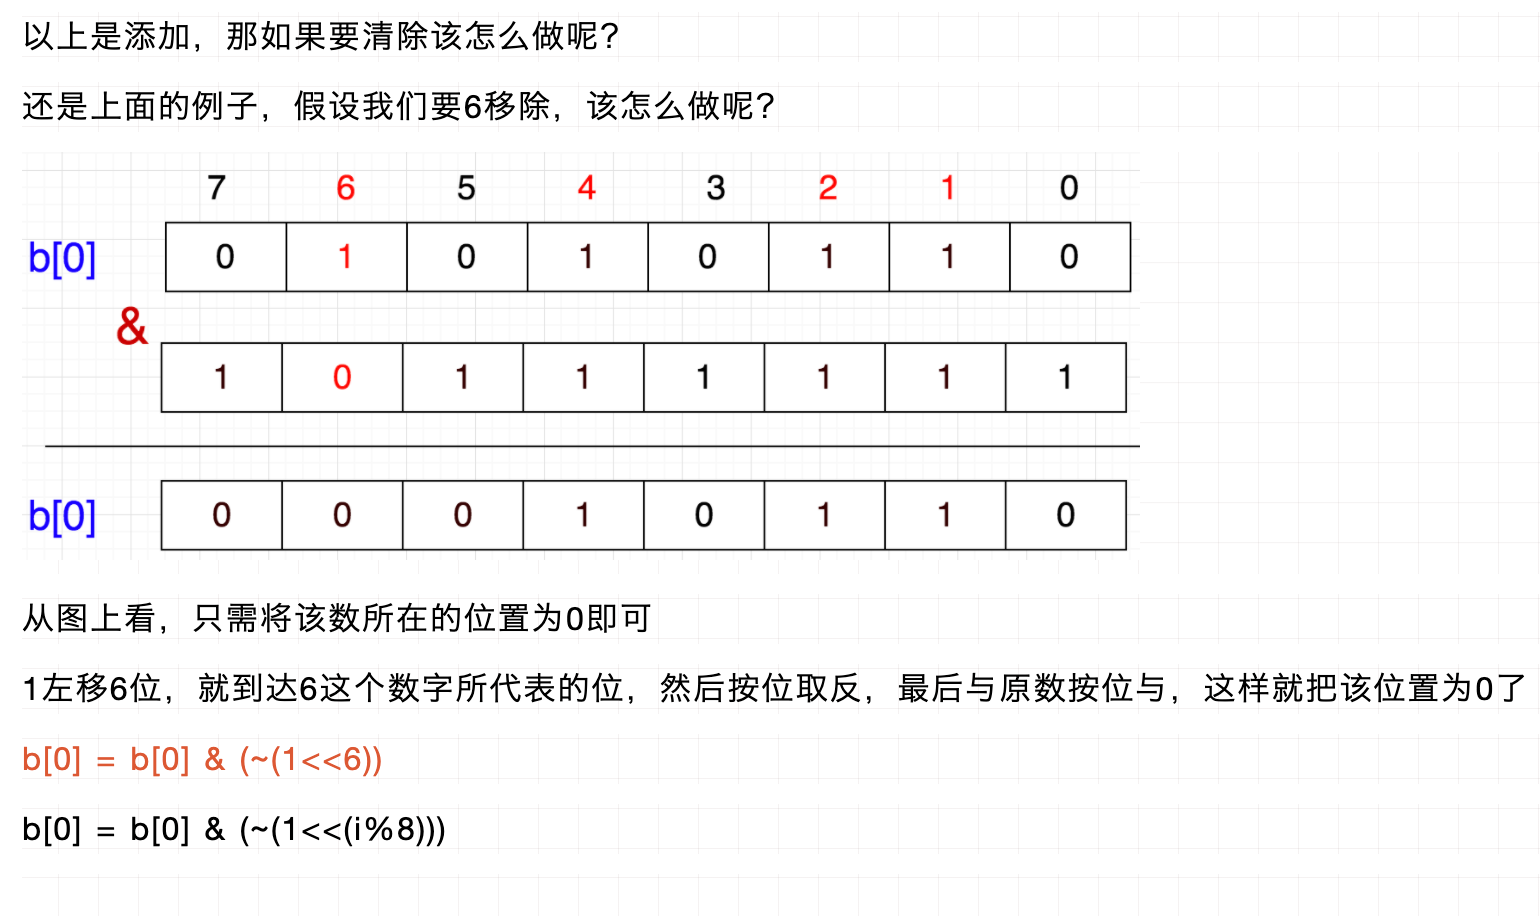 以上是添加，那如果要清除该怎么做呢？
还是上面的例子，假设我们要6移除，该怎么做呢？
7 6 5 4 3 2 1 0
b[0] 0 1 0 1 0 1 1 0
&
1 0 1 1 1 1 1 1
b[0] 0 0 0 1 0 1 1 0
从图上看，只需将该数所在的位置为0即可
1左移6位，就到达6这个数字所代表的位，然后按位取反，最后与原数按位与，这样就把该位置为0了
b[0] = b[0] & (~(1<<6))
b[0] = b[0] & (~(1<<(i%8)))